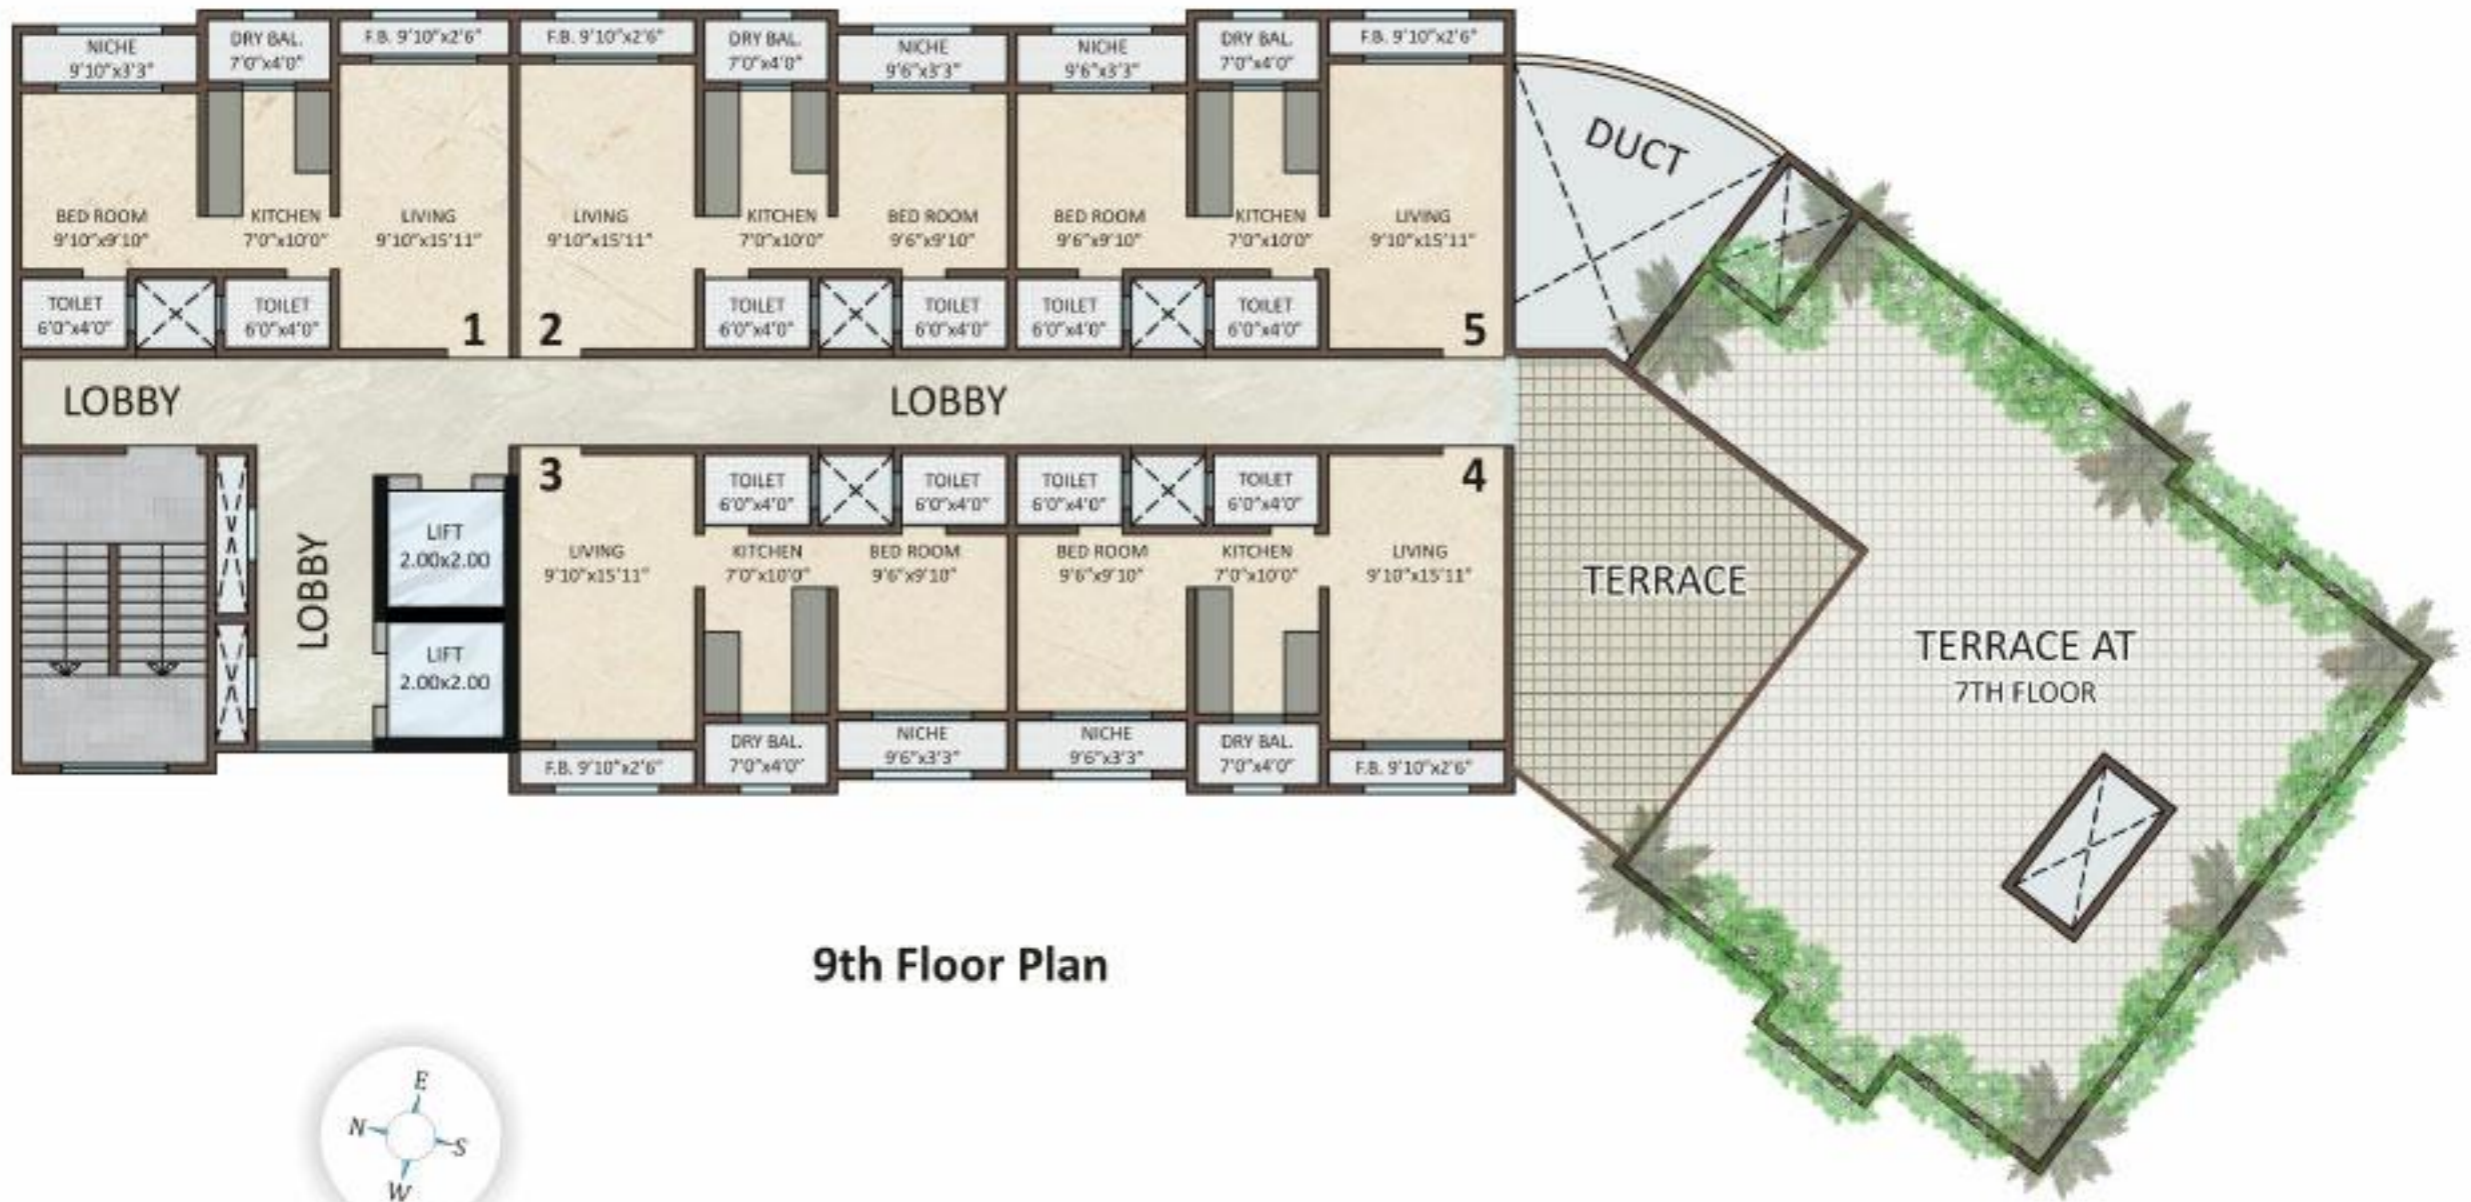 NICHE
9'10"x3'3"
DRY BAL.
7'0"x4'0"
F.B. 9'10"x2'6"
F.B. 9'10"x2'6"
DRY BAL.
7'0"x4'0"
NICHE
9'6"x3'3"
NICHE
9'6"x3'3"
DRY BAL.
7'0"x4'0"
F.B. 9'10"x2'6"
DUCT
BED ROOM
9'10"x9'10"
KITCHEN
7'0"x10'0"
LIVING
9'10"x15'11"
LIVING
9'10"x15'11"
KITCHEN
7'0"x10'0"
BED ROOM
9'6"x9'10"
BED ROOM
9'6"x9'10"
KITCHEN
7'0"x10'0"
LIVING
9'10"x15'11"
TOILET
6'0"x4'0"
TOILET
6'0"x4'0"
1
2
TOILET
6'0"x4'0"
TOILET
6'0"x4'0"
TOILET
6'0"x4'0"
TOILET
6'0"x4'0"
5
LOBBY
LOBBY
LOBBY
LIFT
2.00x2.00
LIFT
2.00x2.00
3
TOILET
6'0"x4'0"
TOILET
6'0"x4'0"
TOILET
6'0"x4'0"
TOILET
6'0"x4'0"
4
LIVING
9'10"x15'11"
KITCHEN
7'0"x10'0"
BED ROOM
9'6"x9'10"
BED ROOM
9'6"x9'10"
KITCHEN
7'0"x10'0"
LIVING
9'10"x15'11"
TERRACE
TERRACE AT
7TH FLOOR
F.B. 9'10"x2'6"
DRY BAL.
7'0"x4'0"
NICHE
9'6"x3'3"
NICHE
9'6"x3'3"
DRY BAL.
7'0"x4'0"
F.B. 9'10"x2'6"
9th Floor Plan
E
N
S
W